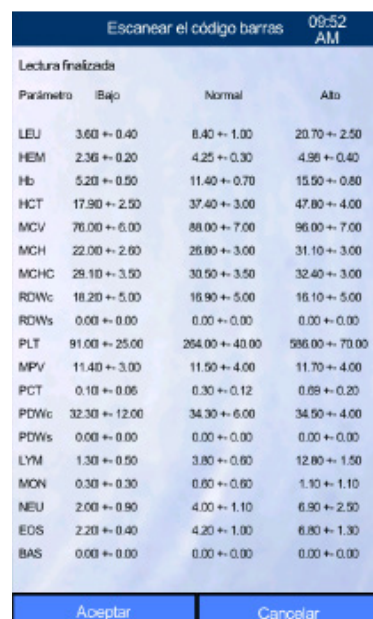 Escanear el código barras 09:52 AM
Lectura finalizada
Parámetro Bajo Normal Alto
LEU 3.60 +- 0.40 8.40 +- 1.00 20.70 +- 2.50
HEM 2.36 +- 0.20 4.25 +- 0.30 4.98 +- 0.40
Hb 5.20 +- 0.50 11.40 +- 0.70 15.50 +- 0.80
HCT 17.90 +- 2.50 37.40 +- 3.00 47.80 +- 4.00
MCV 76.00 +- 6.00 88.00 +- 7.00 96.00 +- 7.00
MCH 22.00 +- 2.60 26.80 +- 3.00 31.10 +- 3.00
MCHC 29.10 +- 3.50 30.50 +- 3.50 32.40 +- 3.00
RDWc 18.20 +- 5.00 16.90 +- 5.00 16.10 +- 5.00
RDWs 0.00 +- 0.00 0.00 +- 0.00 0.00 +- 0.00
PLT 91.00 +- 25.00 264.00 +- 40.00 586.00 +- 70.00
MPV 11.40 +- 3.00 11.50 +- 4.00 11.70 +- 4.00
PCT 0.10 +- 0.06 0.30 +- 0.12 0.69 +- 0.20
PDWc 32.30 +- 12.00 34.30 +- 6.00 34.50 +- 4.00
PDWs 0.00 +- 0.00 0.00 +- 0.00 0.00 +- 0.00
LYM 1.30 +- 0.50 3.80 +- 0.60 12.80 +- 1.50
MON 0.30 +- 0.30 0.60 +- 0.60 1.10 +- 1.10
NEU 2.00 +- 0.90 4.00 +- 1.10 6.90 +- 2.50
EOS 2.20 +- 0.40 4.20 +- 1.00 6.80 +- 1.30
BAS 0.00 +- 0.00 0.00 +- 0.00 0.00 +- 0.00
Aceptar Cancelar